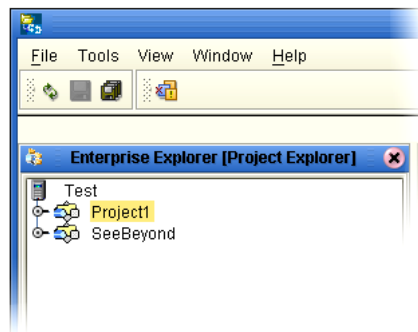 File Tools View Window Help
Enterprise Explorer [Project Explorer]
Test
Project1
SeeBeyond